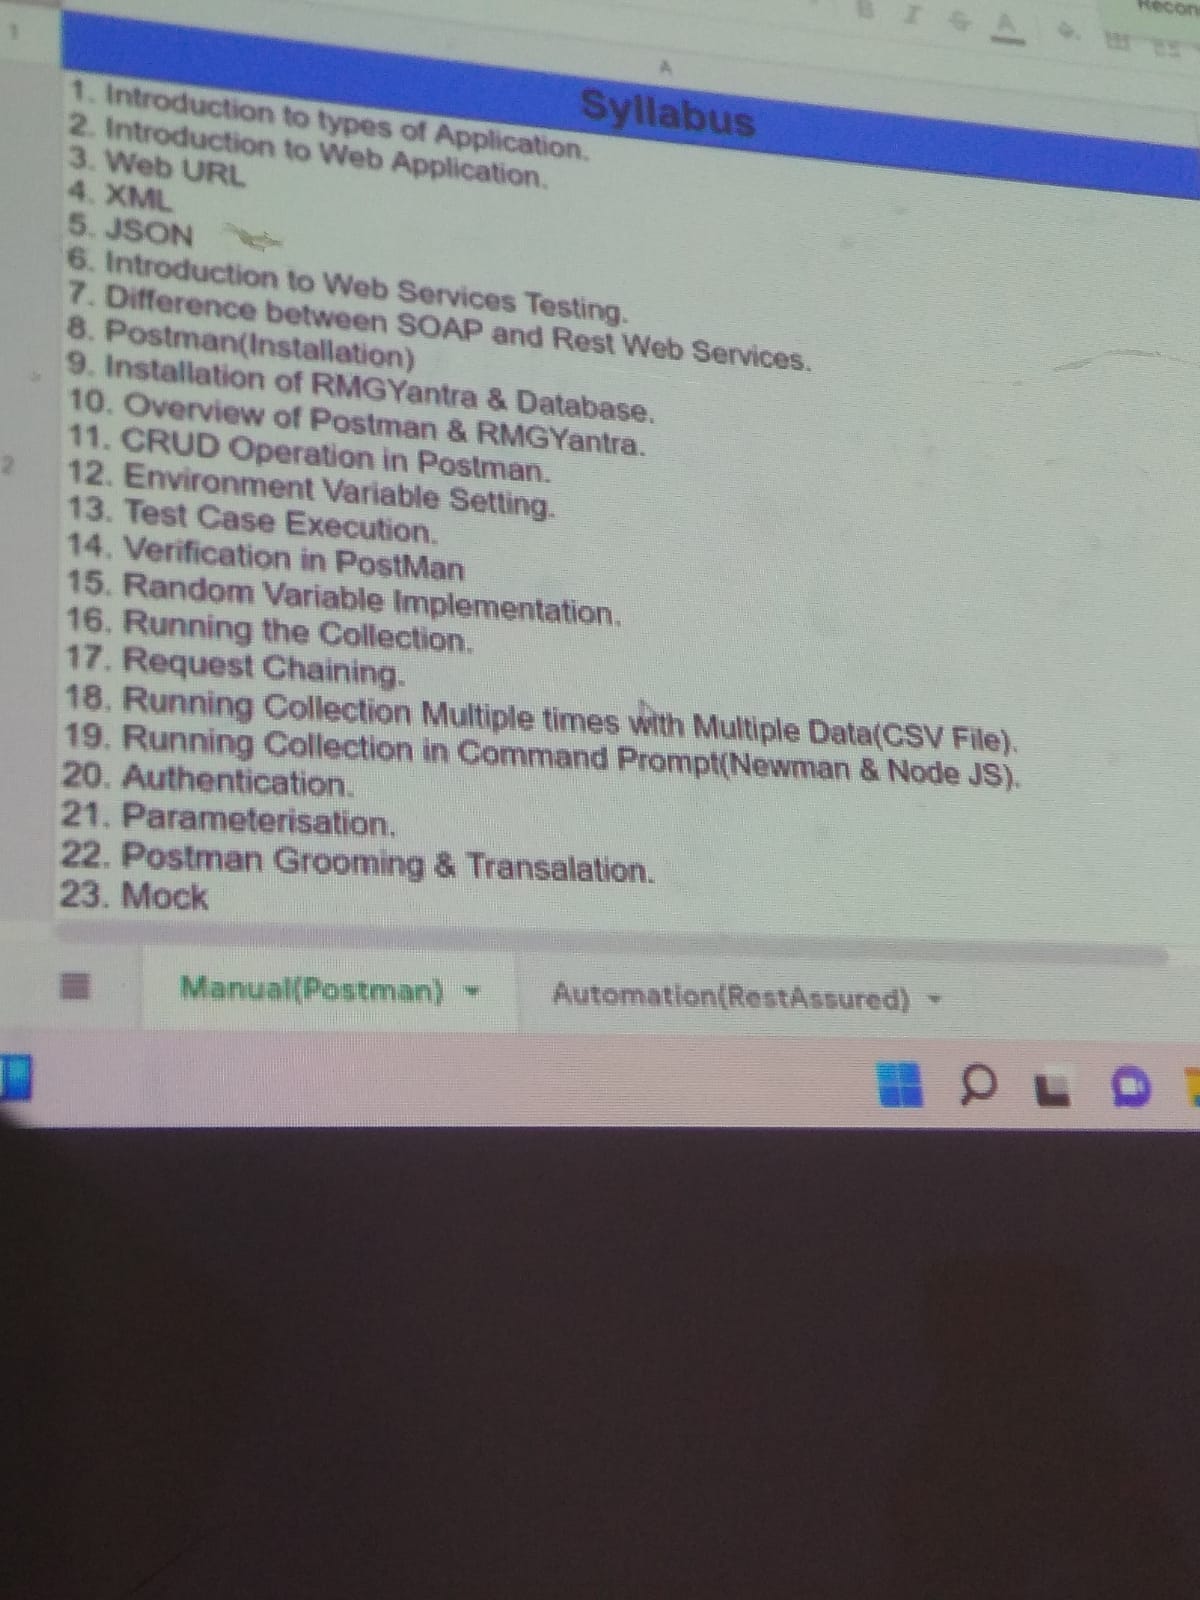 Recon
B I S A
1
A
Syllabus
1. Introduction to types of Application.
2. Introduction to Web Application.
3. Web URL
4. XML
5. JSON
6. Introduction to Web Services Testing.
7. Difference between SOAP and Rest Web Services.
8. Postman(Installation)
9. Installation of RMGYantra & Database.
10. Overview of Postman & RMGYantra.
11. CRUD Operation in Postman.
2
12. Environment Variable Setting.
13. Test Case Execution.
14. Verification in PostMan
15. Random Variable Implementation.
16. Running the Collection.
17. Request Chaining.
18. Running Collection Multiple times with Multiple Data(CSV File).
19. Running Collection in Command Prompt(Newman & Node JS).
20. Authentication.
21. Parameterisation.
22. Postman Grooming & Transalation.
23. Mock
Manual(Postman) Automation(RestAssured)